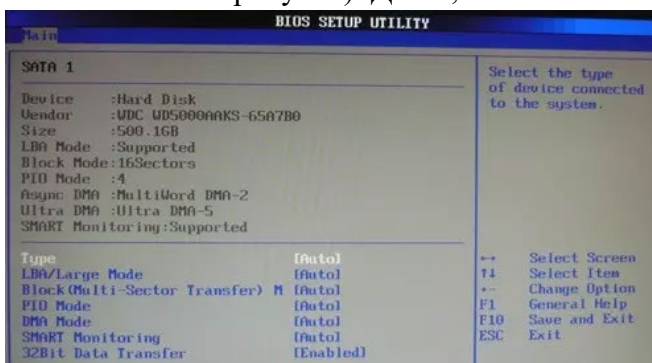 BIOS SETUP UTILITY
Main
SATA 1
Device :Hard Disk
Vendor :WDC WD5000AAKS-65A7B0
Size :500.1GB
LBA Mode :Supported
Block Mode:16Sectors
PIO Mode :4
Async DMA :MultiWord DMA-2
Ultra DMA :Ultra DMA-5
SMART Monitoring:Supported
Type [Auto]
LBA/Large Mode [Auto]
Block(Multi-Sector Transfer) M [Auto]
PIO Mode [Auto]
DMA Mode [Auto]
SMART Monitoring [Auto]
32Bit Data Transfer [Enabled]
Select the type
of device connected
to the system.
↔ Select Screen
↑↓ Select Item
+- Change Option
F1 General Help
F10 Save and Exit
ESC Exit